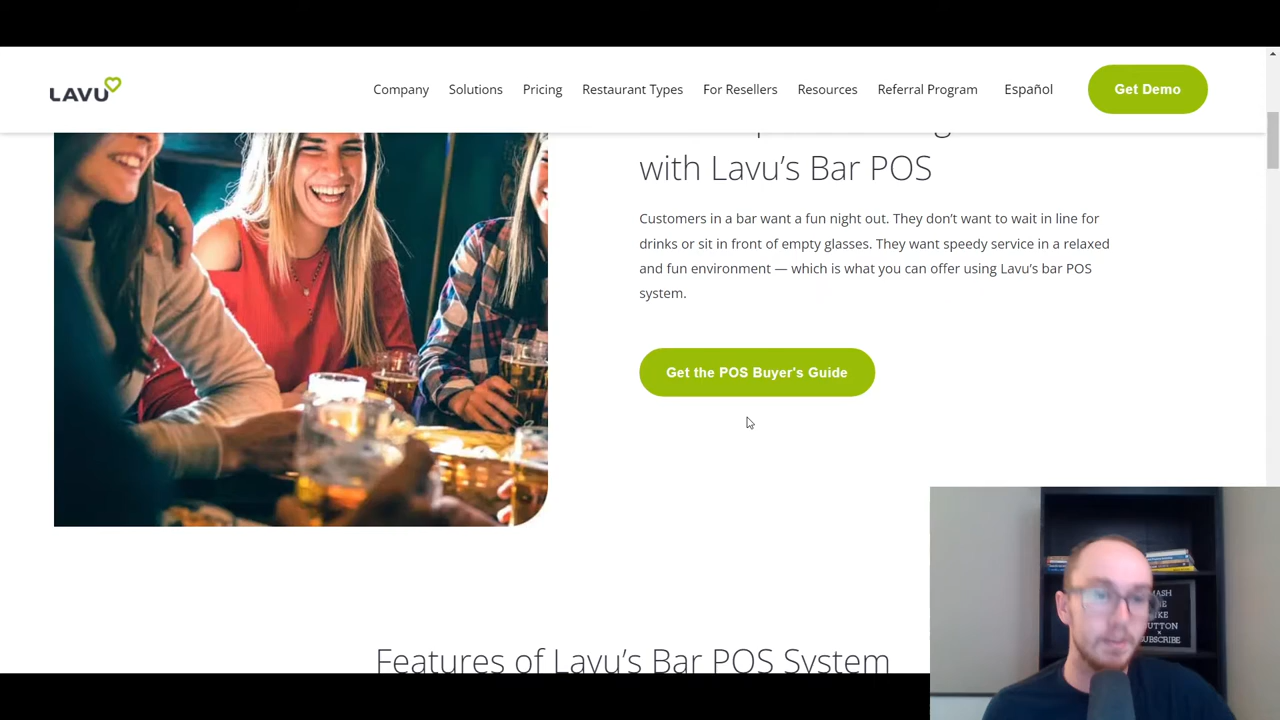 LAVU
Company Solutions Pricing Restaurant Types For Resellers Resources Referral Program Español Get Demo
with Lavu’s Bar POS
Customers in a bar want a fun night out. They don’t want to wait in line for
drinks or sit in front of empty glasses. They want speedy service in a relaxed
and fun environment — which is what you can offer using Lavu’s bar POS
system.
Get the POS Buyer's Guide
Features of Lavu’s Bar POS System
BUTTON
SUBSCRIBE